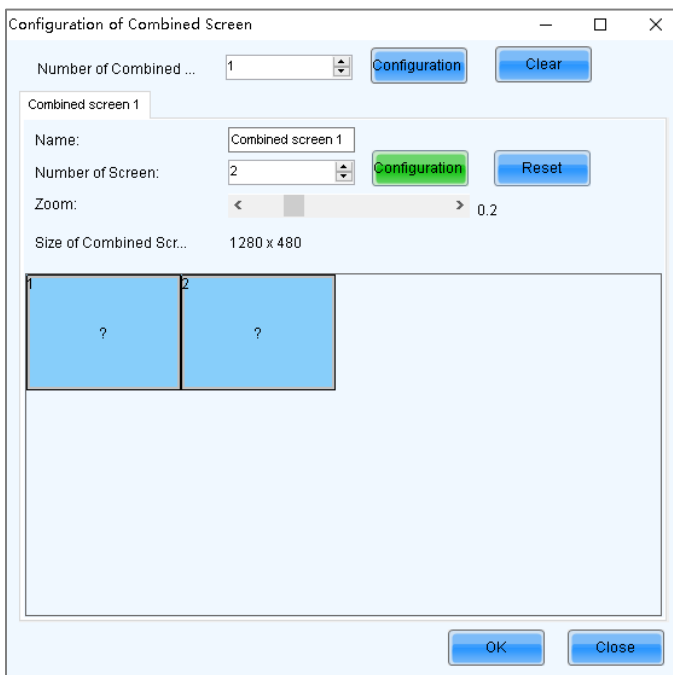 Configuration of Combined Screen
Number of Combined ... 1 Configuration Clear
Combined screen 1
Name: Combined screen 1
Number of Screen: 2 Configuration Reset
Zoom: 0.2
Size of Combined Scr... 1280 x 480
1 2
? ?
OK Close